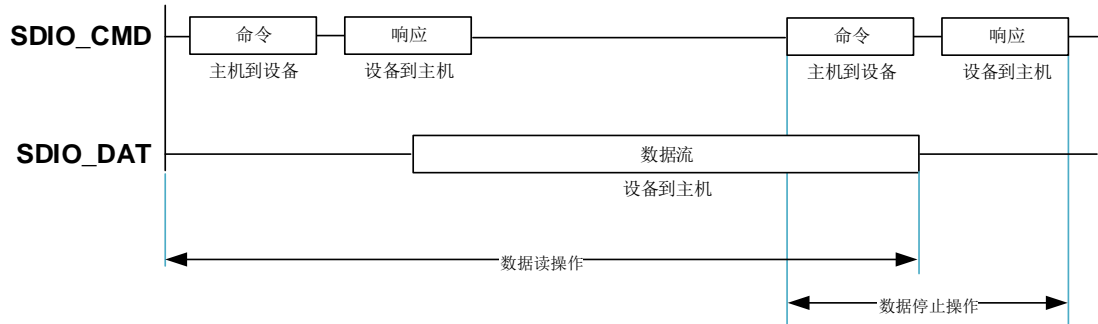 SDIO_CMD 命令 响应 命令 响应
主机到设备 设备到主机 主机到设备 设备到主机
SDIO_DAT 数据流
设备到主机
数据读操作
数据停止操作